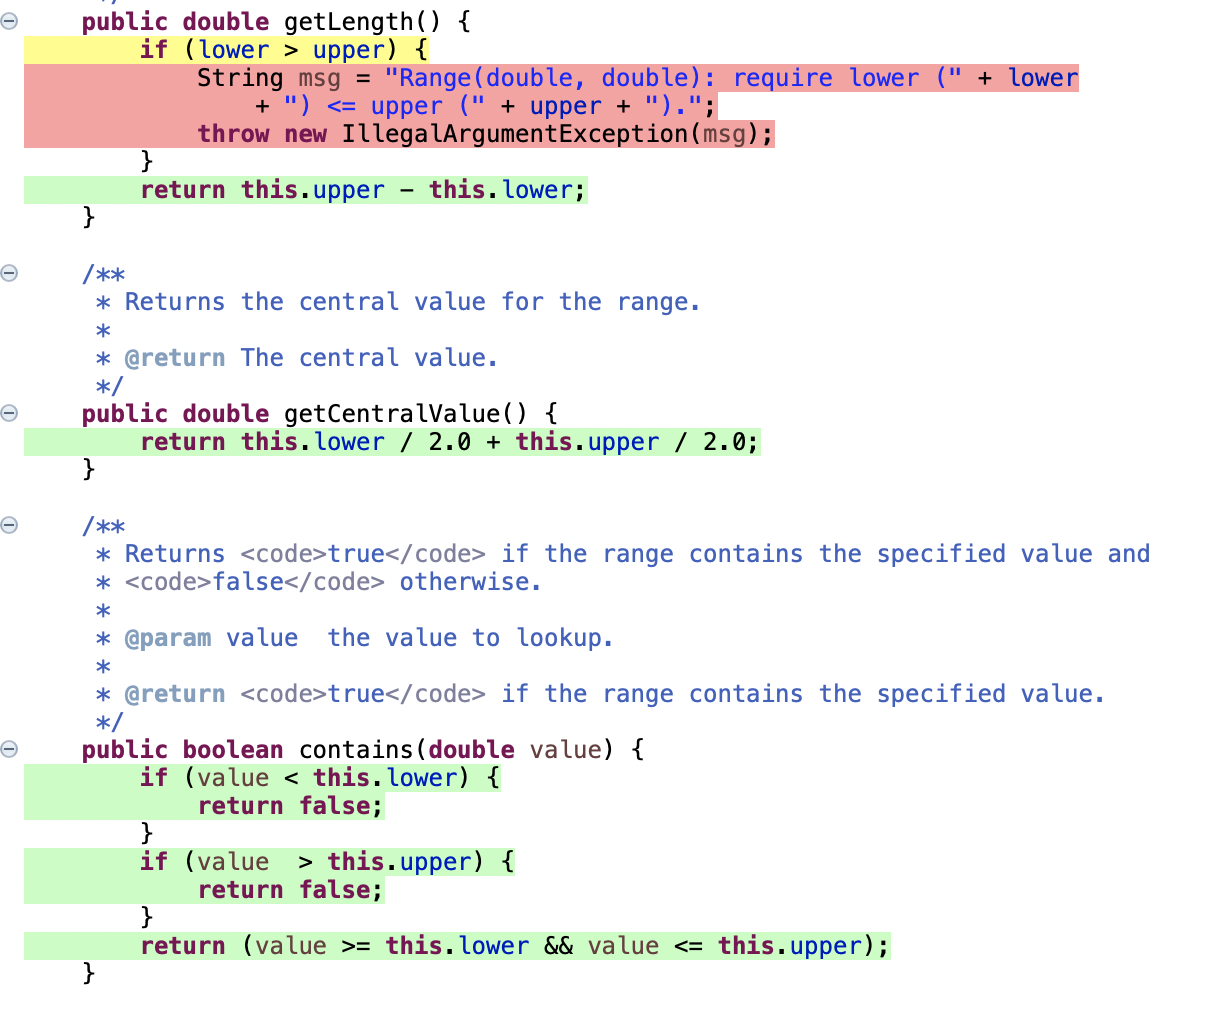 */
public double getLength() {
if (lower > upper) {
String msg = "Range(double, double): require lower (" + lower
+ ") <= upper (" + upper + ").";
throw new IllegalArgumentException(msg);
}
return this.upper - this.lower;
}
/**
* Returns the central value for the range.
*
* @return The central value.
*/
public double getCentralValue() {
return this.lower / 2.0 + this.upper / 2.0;
}
/**
* Returns <code>true</code> if the range contains the specified value and
* <code>false</code> otherwise.
*
* @param value  the value to lookup.
*
* @return <code>true</code> if the range contains the specified value.
*/
public boolean contains(double value) {
if (value < this.lower) {
return false;
}
if (value  > this.upper) {
return false;
}
return (value >= this.lower && value <= this.upper);
}